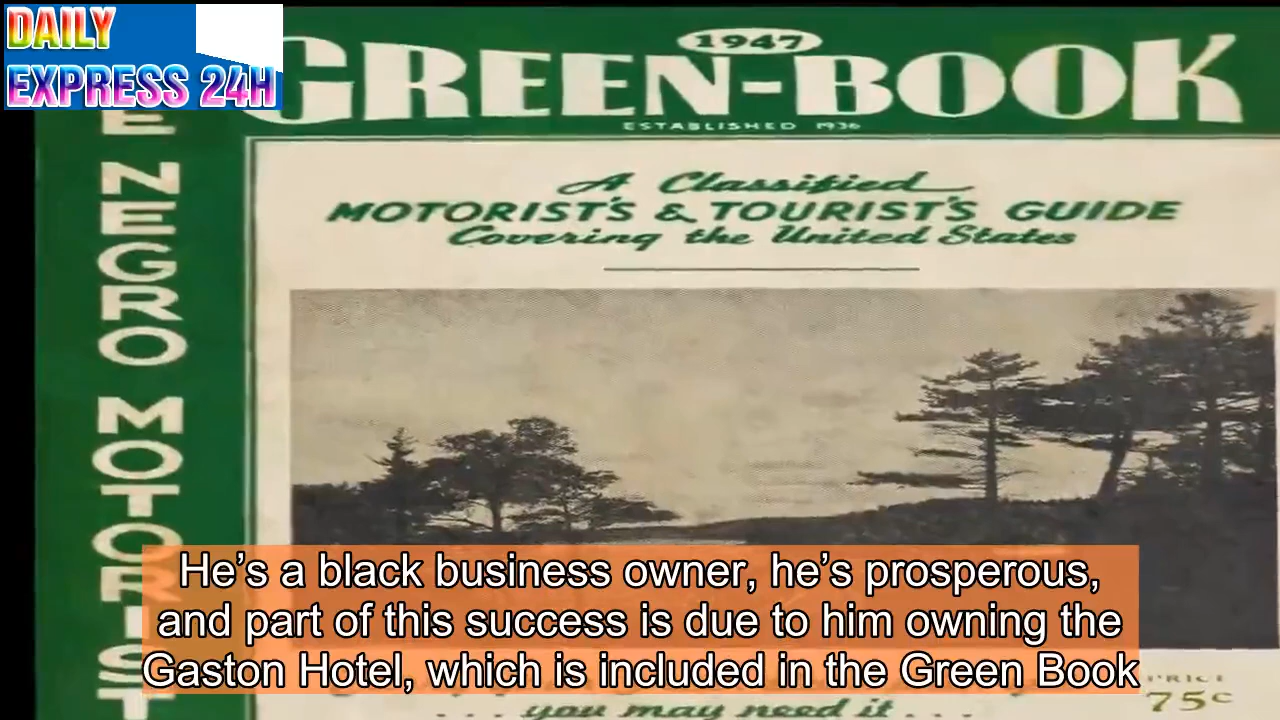 DAILY
EXPRESS 24H
1947
GREEN-BOOK
ESTABLISHED 1936
E NEGRO MOTORIST
A Classified
MOTORIST'S & TOURIST'S GUIDE
Covering the United States
He’s a black business owner, he’s prosperous,
and part of this success is due to him owning the
Gaston Hotel, which is included in the Green Book
PRICE
75¢
... you may need it ...